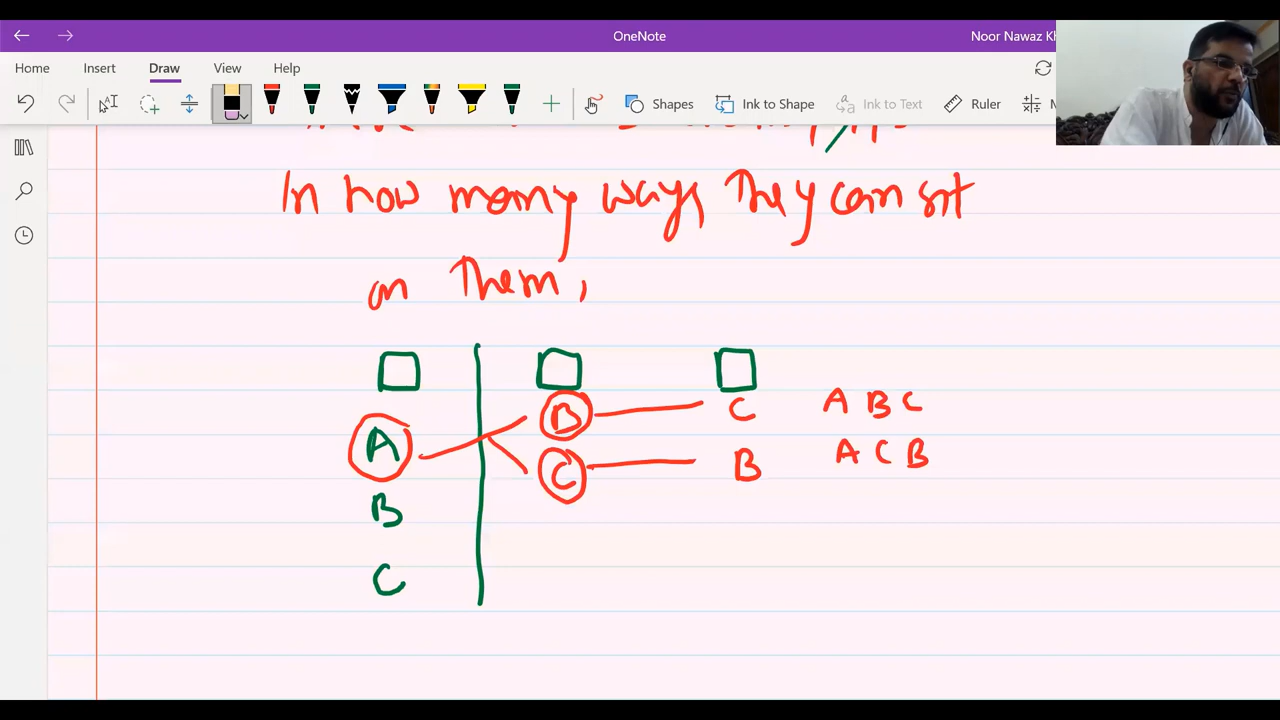 OneNote
Noor Nawaz Kh
Home Insert Draw View Help
Shapes Ink to Shape Ink to Text Ruler M
In how many ways they can sit
on them,
A B C A B C
B C B A C B
C